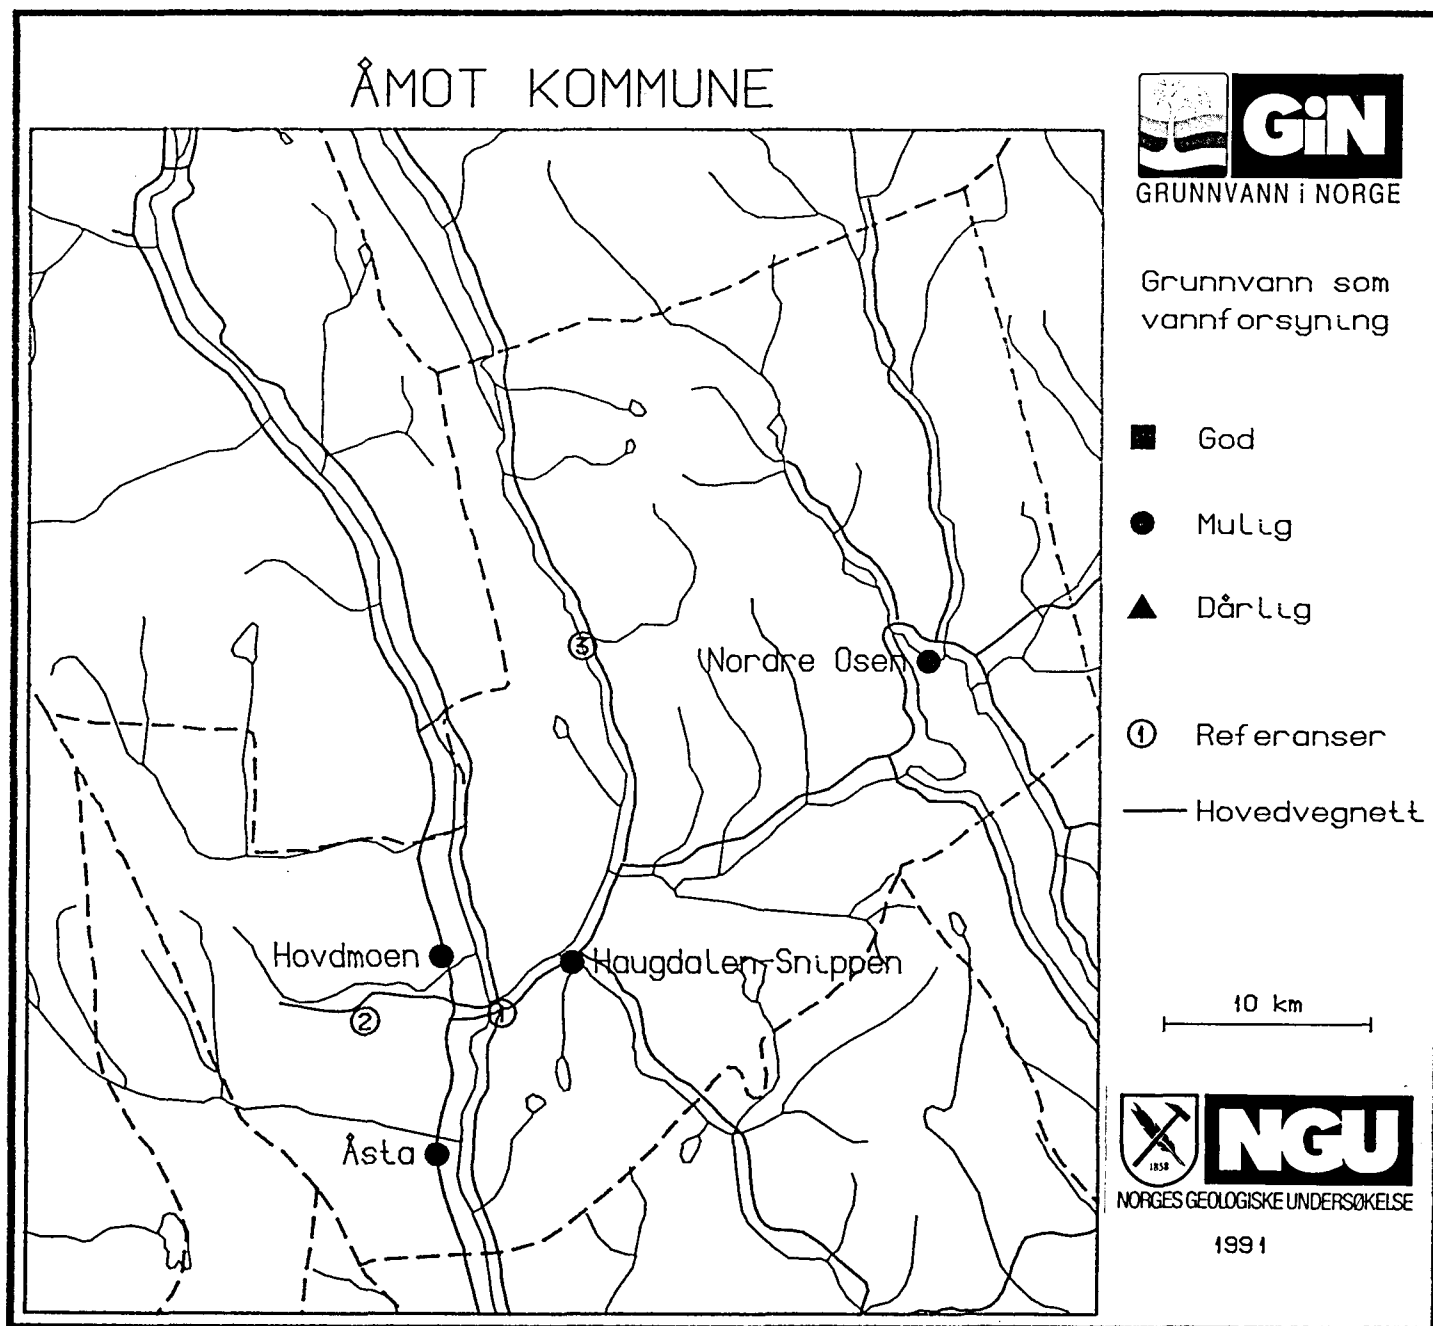 ÅMOT KOMMUNE
GiN
GRUNNVANN i NORGE
Grunnvann som
vannforsyning
God
Mulig
Dårlig
1 Referanser
Hovedvegnett
3
Nordre Osen
Hovdmoen
Haugdalen-Snippen
1
2
Åsta
10 km
1858
NGU
NORGES GEOLOGISKE UNDERSØKELSE
1991